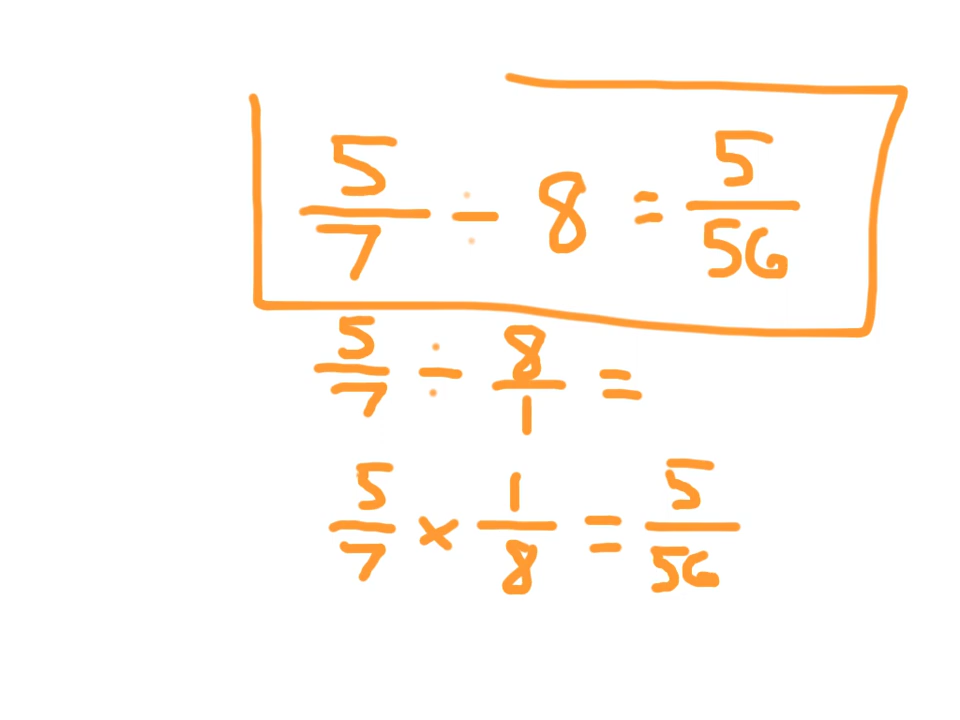 5/7 ÷ 8 = 5/56
5/7 ÷ 8/1 =
5/7 × 1/8 = 5/56